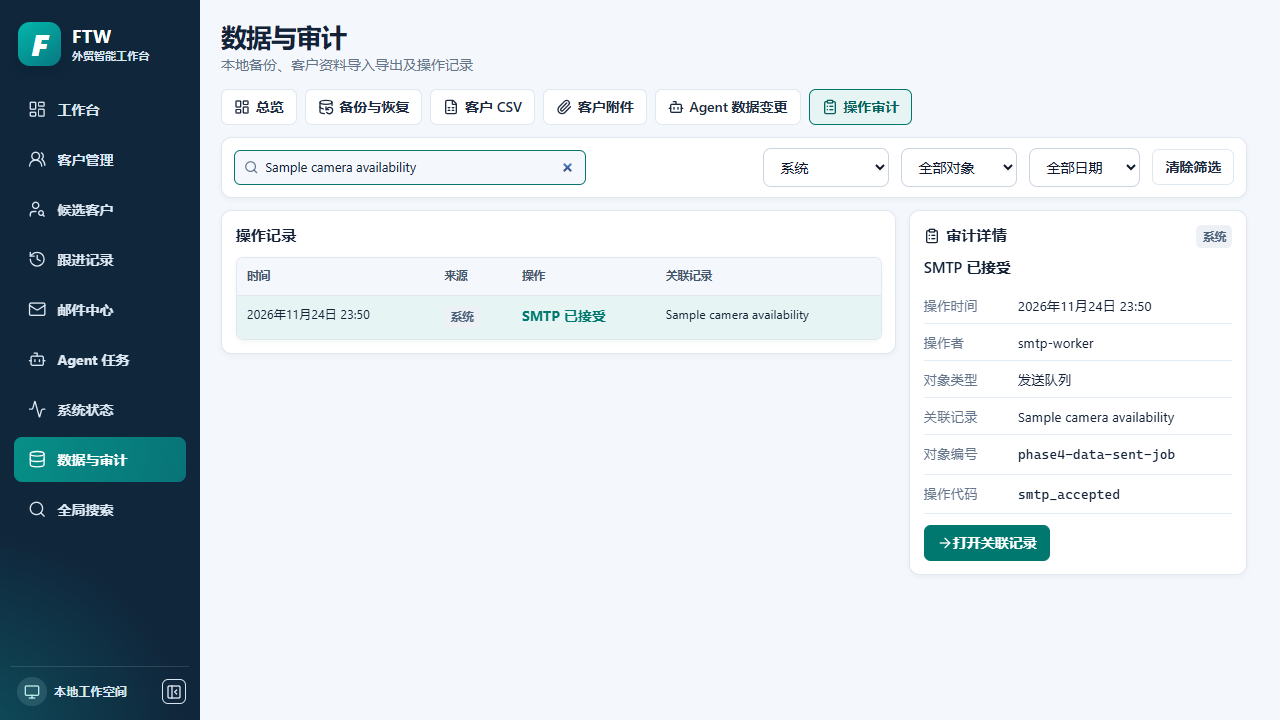 F
FTW
外贸智能工作台
工作台
客户管理
候选客户
跟进记录
邮件中心
Agent 任务
系统状态
数据与审计
全局搜索
本地工作空间
数据与审计
本地备份、客户资料导入导出及操作记录
总览
备份与恢复
客户 CSV
客户附件
Agent 数据变更
操作审计
Sample camera availability
系统
全部对象
全部日期
清除筛选
操作记录
时间 来源 操作 关联记录
2026年11月24日 23:50 系统 SMTP 已接受 Sample camera availability
审计详情 系统
SMTP 已接受
操作时间 2026年11月24日 23:50
操作者 smtp-worker
对象类型 发送队列
关联记录 Sample camera availability
对象编号 phase4-data-sent-job
操作代码 smtp_accepted
打开关联记录